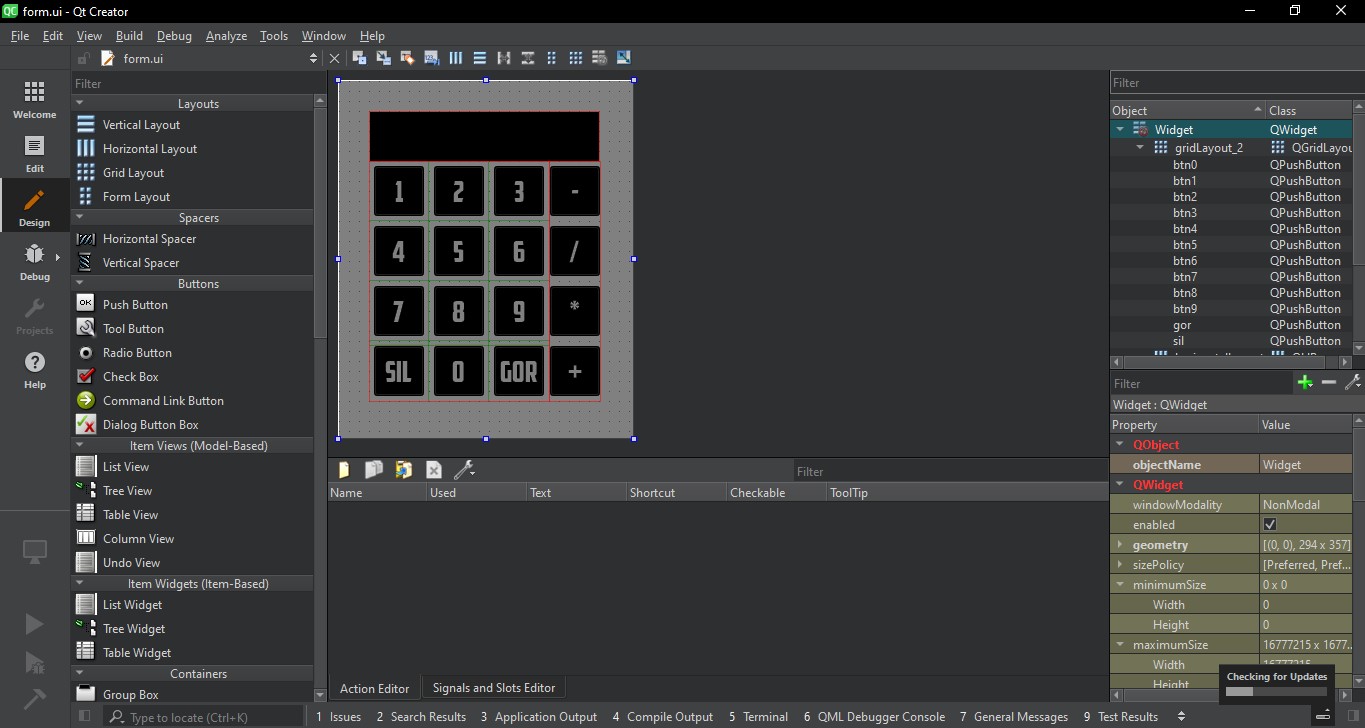 form.ui - Qt Creator
File Edit View Build Debug Analyze Tools Window Help
form.ui
Filter
Welcome
Edit
Design
Debug
Projects
Help
Layouts
Vertical Layout
Horizontal Layout
Grid Layout
Form Layout
Spacers
Horizontal Spacer
Vertical Spacer
Buttons
OK Push Button
Tool Button
Radio Button
Check Box
Command Link Button
Dialog Button Box
Item Views (Model-Based)
List View
Tree View
Table View
Column View
Undo View
Item Widgets (Item-Based)
List Widget
Tree Widget
Table Widget
Containers
Group Box
1 2 3 -
4 5 6 /
7 8 9 *
SIL 0 GOR +
Filter
Name Used Text Shortcut Checkable ToolTip
Action Editor Signals and Slots Editor
Filter
Object Class
Widget QWidget
gridLayout_2 QGridLayou
btn0 QPushButton
btn1 QPushButton
btn2 QPushButton
btn3 QPushButton
btn4 QPushButton
btn5 QPushButton
btn6 QPushButton
btn7 QPushButton
btn8 QPushButton
btn9 QPushButton
gor QPushButton
sil QPushButton
Filter
Widget : QWidget
Property Value
QObject
objectName Widget
QWidget
windowModality NonModal
enabled
geometry [(0, 0), 294 x 357]
sizePolicy [Preferred, Pref...
minimumSize 0 x 0
Width 0
Height 0
maximumSize 16777215 x 1677...
Width 16777215
Height
Checking for Updates
Type to locate (Ctrl+K)
1 Issues 2 Search Results 3 Application Output 4 Compile Output 5 Terminal 6 QML Debugger Console 7 General Messages 9 Test Results